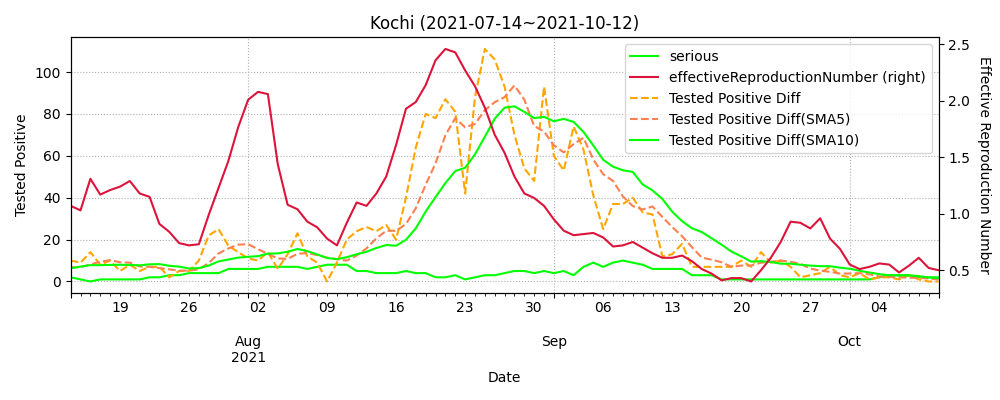 Kochi (2021-07-14~2021-10-12)
serious
effectiveReproductionNumber (right)
Tested Positive Diff
Tested Positive Diff(SMA5)
Tested Positive Diff(SMA10)
Tested Positive
100
80
60
40
20
0
2.5
2.0
1.5
1.0
0.5
Effective Reproduction Number
19 26 02 09 16 23 30 06 13 20 27 04
Aug Sep Oct
2021
Date